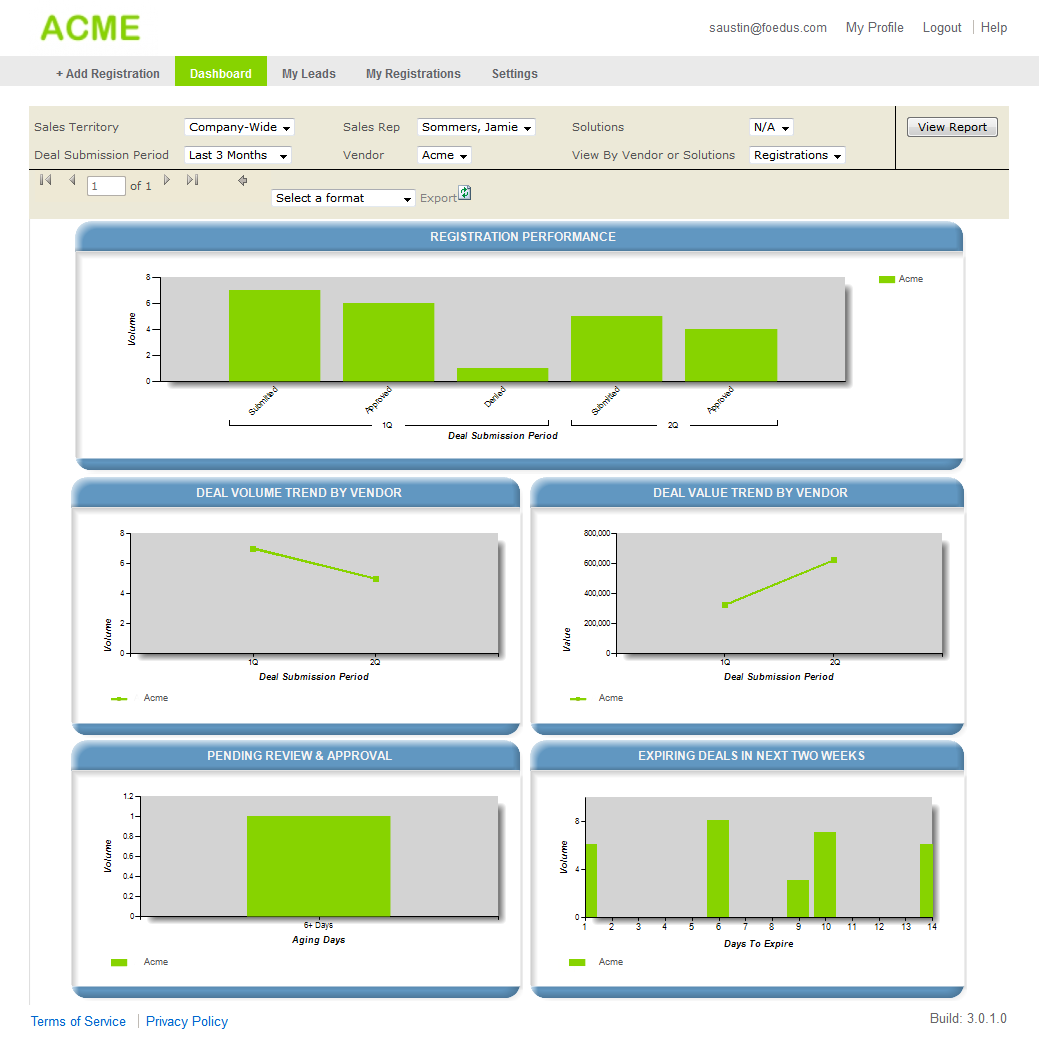 ACME
saustin@foedus.com My Profile Logout Help
+ Add Registration Dashboard My Leads My Registrations Settings
Sales Territory Company-Wide Sales Rep Sommers, Jamie Solutions N/A View Report
Deal Submission Period Last 3 Months Vendor Acme View By Vendor or Solutions Registrations
1 of 1
Select a format Export
REGISTRATION PERFORMANCE
8
6
4
2
0
Volume
Acme
Submitted Approved Denied Submitted Approved
1Q 2Q
Deal Submission Period
DEAL VOLUME TREND BY VENDOR
8
6
4
2
0
Volume
1Q 2Q
Deal Submission Period
Acme
DEAL VALUE TREND BY VENDOR
800,000
600,000
400,000
200,000
0
Value
1Q 2Q
Deal Submission Period
Acme
PENDING REVIEW & APPROVAL
1.2
1
0.8
0.6
0.4
0.2
0
Volume
6+ Days
Aging Days
Acme
EXPIRING DEALS IN NEXT TWO WEEKS
8
4
0
Volume
1 2 3 4 5 6 7 8 9 10 11 12 13 14
Days To Expire
Acme
Terms of Service Privacy Policy
Build: 3.0.1.0